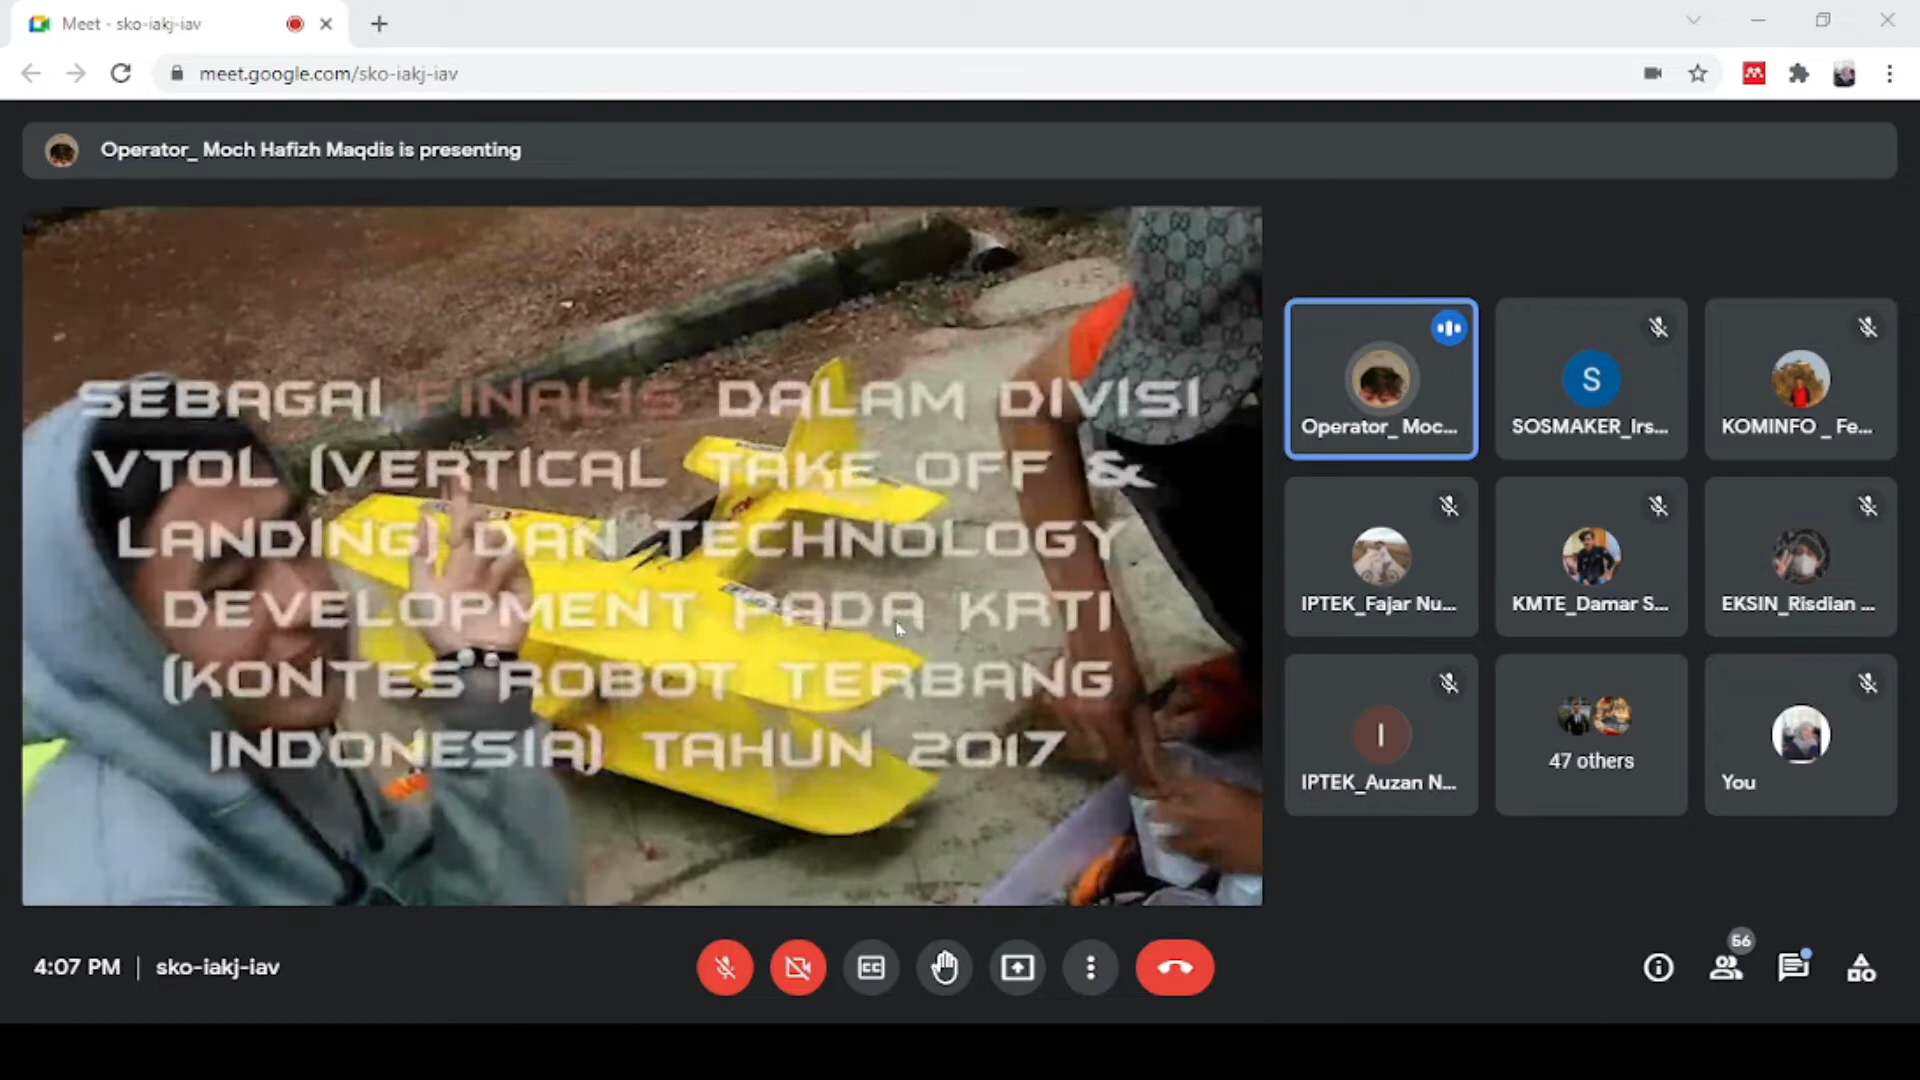 Meet - sko-iakj-iav
meet.google.com/sko-iakj-iav
Operator_ Moch Hafizh Maqdis is presenting
SEBAGAI FINALIS DALAM DIVISI
VTOL (VERTICAL TAKE OFF &
LANDING) DAN TECHNOLOGY
DEVELOPMENT PADA KRTI
(KONTES ROBOT TERBANG
INDONESIA) TAHUN 2017
Operator_ Moc...
S
SOSMAKER_Irs...
KOMINFO _ Fe...
IPTEK_Fajar Nu...
KMTE_Damar S...
EKSIN_Risdian ...
I
IPTEK_Auzan N...
47 others
You
4:07 PM | sko-iakj-iav
CC
56